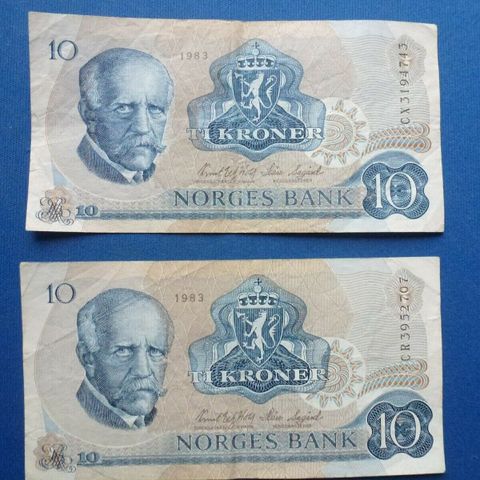 10
1983
CN3194743
TI KRONER
NORGES BANK
10
10
10
1983
CR3952707
TI KRONER
NORGES BANK
10
10